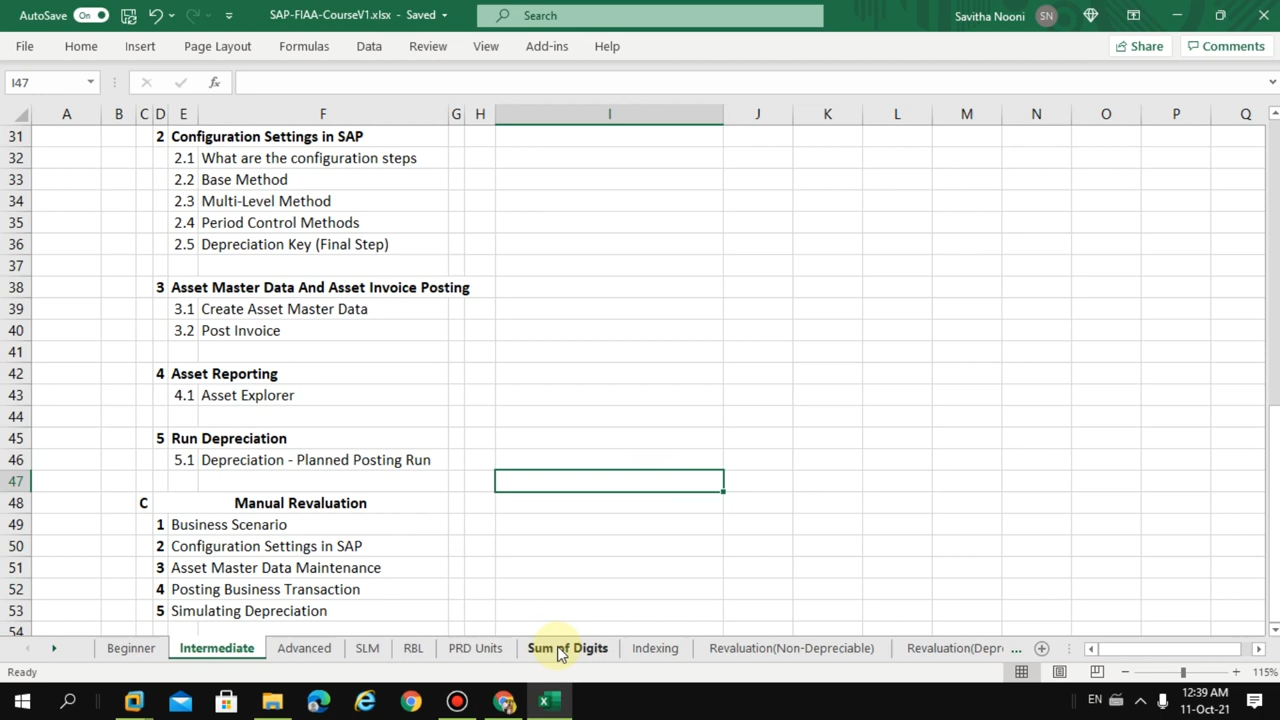 AutoSave On SAP-FIAA-CourseV1.xlsx - Saved Search Savitha Nooni SN
File Home Insert Page Layout Formulas Data Review View Add-ins Help Share Comments
I47 fx
A B C D E F G H I J K L M N O P Q
31 2 Configuration Settings in SAP
32 2.1 What are the configuration steps
33 2.2 Base Method
34 2.3 Multi-Level Method
35 2.4 Period Control Methods
36 2.5 Depreciation Key (Final Step)
37
38 3 Asset Master Data And Asset Invoice Posting
39 3.1 Create Asset Master Data
40 3.2 Post Invoice
41
42 4 Asset Reporting
43 4.1 Asset Explorer
44
45 5 Run Depreciation
46 5.1 Depreciation - Planned Posting Run
47
48 C Manual Revaluation
49 1 Business Scenario
50 2 Configuration Settings in SAP
51 3 Asset Master Data Maintenance
52 4 Posting Business Transaction
53 5 Simulating Depreciation
54
Beginner Intermediate Advanced SLM RBL PRD Units Sum of Digits Indexing Revaluation(Non-Depreciable) Revaluation(Depre ...
Ready 115%
EN 12:39 AM
11-Oct-21